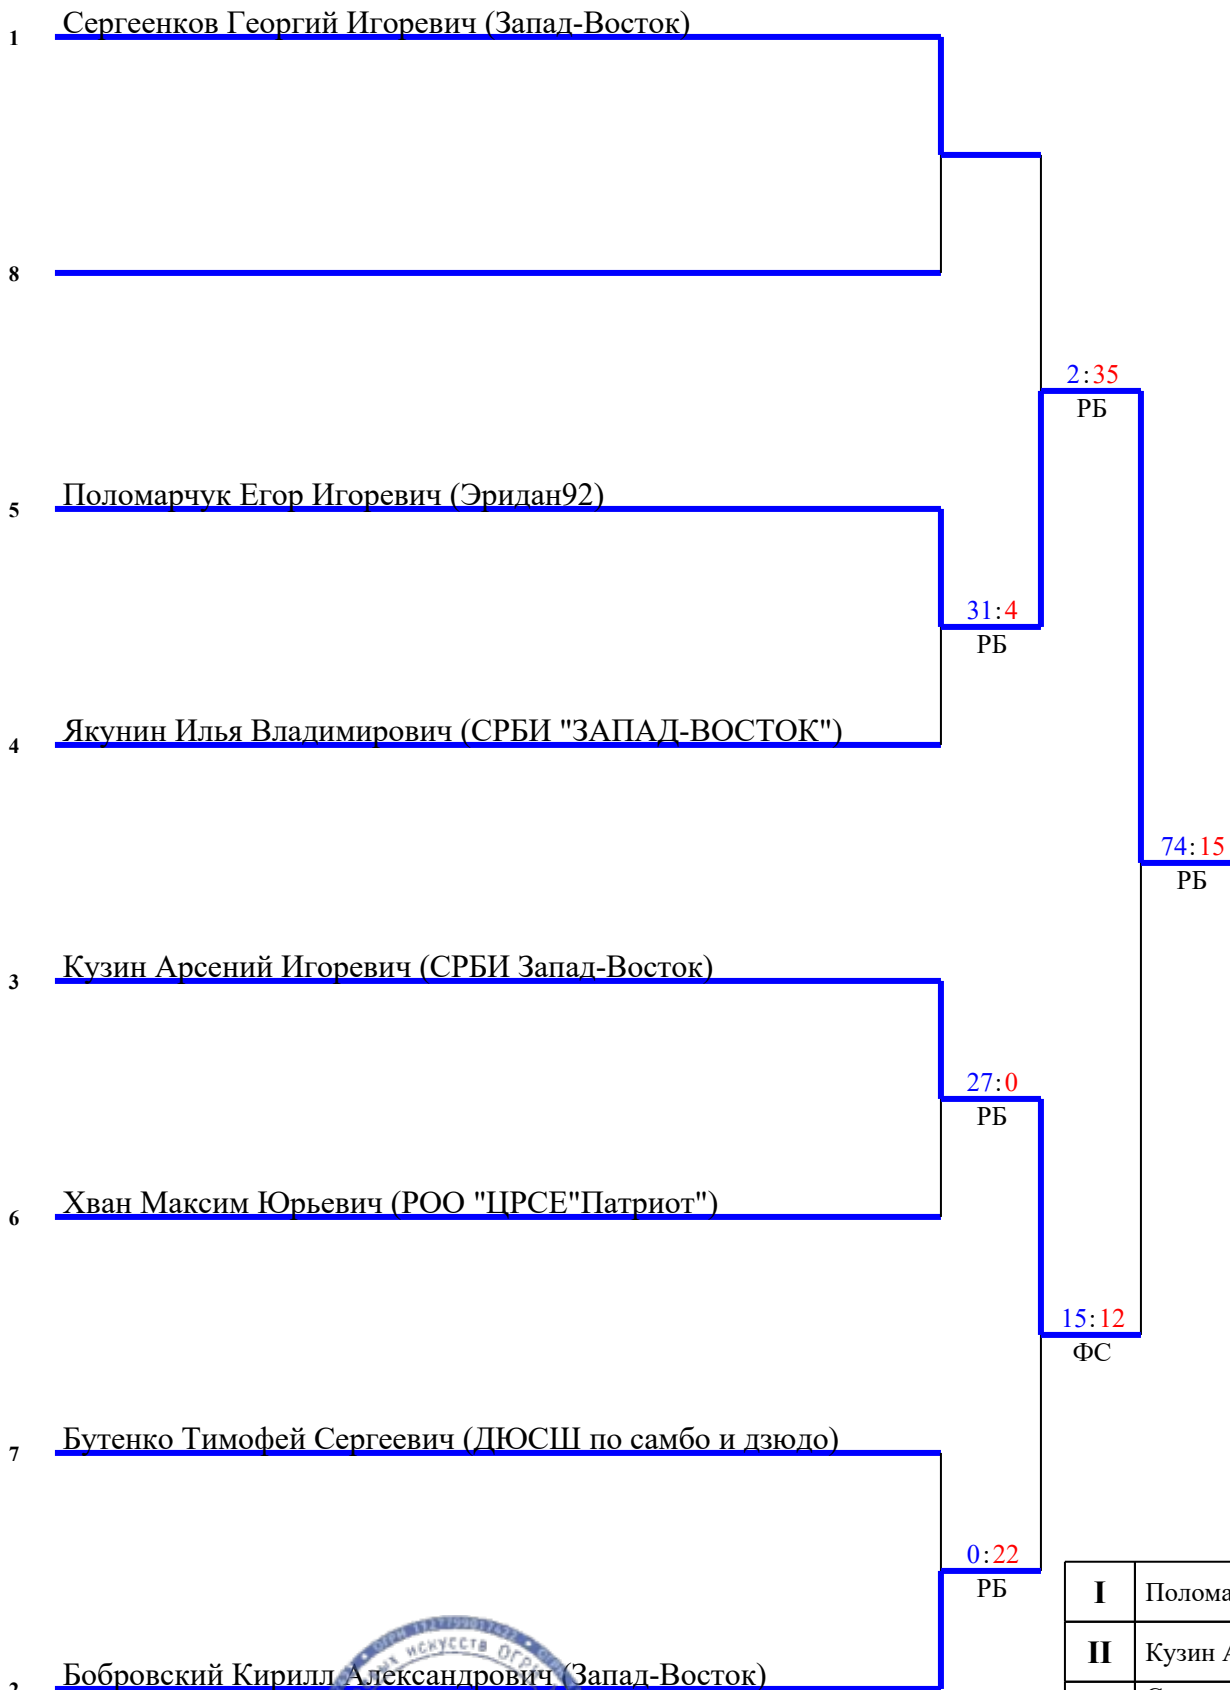 1 Сергеенков Георгий Игоревич (Запад-Восток)
8
2:35
РБ
5 Поломарчук Егор Игоревич (Эридан92)
31:4
РБ
4 Якунин Илья Владимирович (СРБИ "ЗАПАД-ВОСТОК")
74:15
РБ
3 Кузин Арсений Игоревич (СРБИ Запад-Восток)
27:0
РБ
6 Хван Максим Юрьевич (РОО "ЦРСЕ"Патриот")
15:12
ФС
7 Бутенко Тимофей Сергеевич (ДЮСШ по самбо и дзюдо)
0:22
РБ
I Полома
II Кузин А
Бобровский Кирилл Александрович (Запад-Восток)
искусств